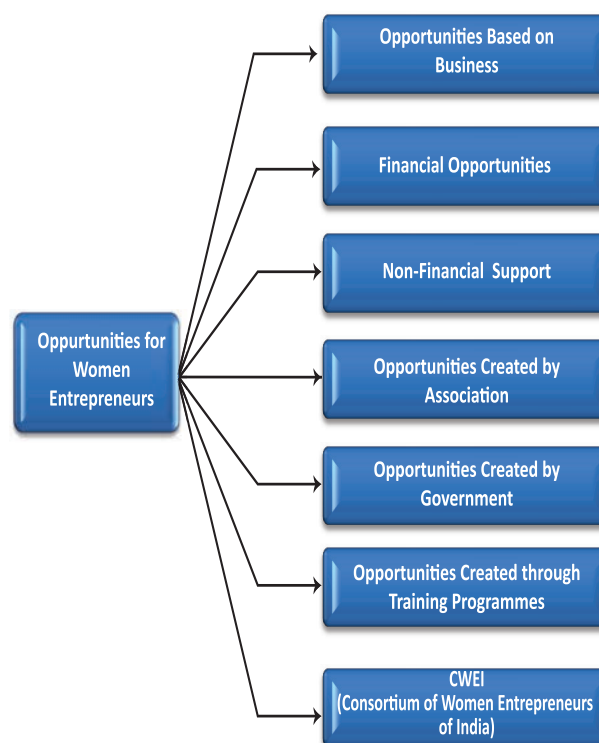 Opportunities Based on
Business
Financial Opportunities
Non-Financial Support
Oppurtunities for
Women
Entrepreneurs
Opportunities Created by
Association
Opportunities Created by
Government
Opportunities Created through
Training Programmes
CWEI
(Consortium of Women Entrepreneurs
of India)